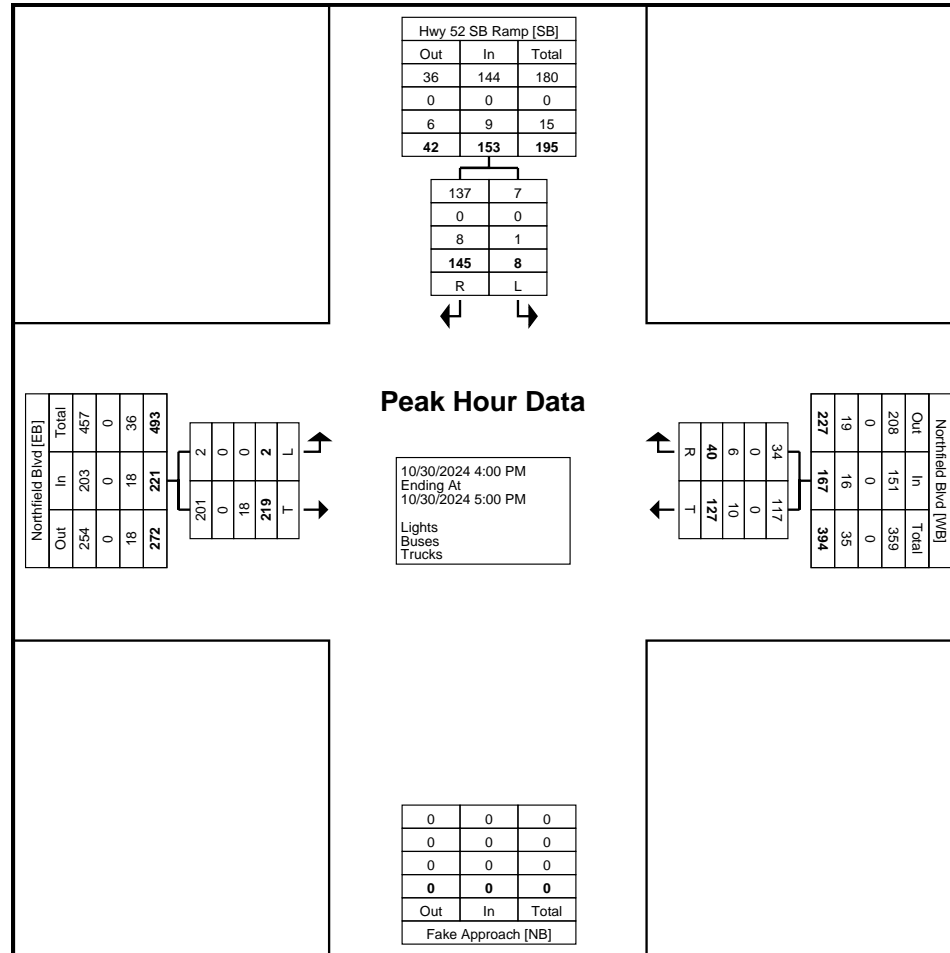 Hwy 52 SB Ramp [SB]
Out In Total
36 144 180
0 0 0
6 9 15
42 153 195
137 7
0 0
8 1
145 8
R L
Peak Hour Data
Northfield Blvd [EB]
Out In Total
254 203 457
0 0 0
18 18 36
272 221 493
201 2
0 0
18 0
219 2
T L
10/30/2024 4:00 PM
Ending At
10/30/2024 5:00 PM
Lights
Buses
Trucks
Northfield Blvd [WB]
Out In Total
208 151 359
0 0 0
19 16 35
227 167 394
34 117
0 0
6 10
40 127
R T
0 0 0
0 0 0
0 0 0
0 0 0
Out In Total
Fake Approach [NB]